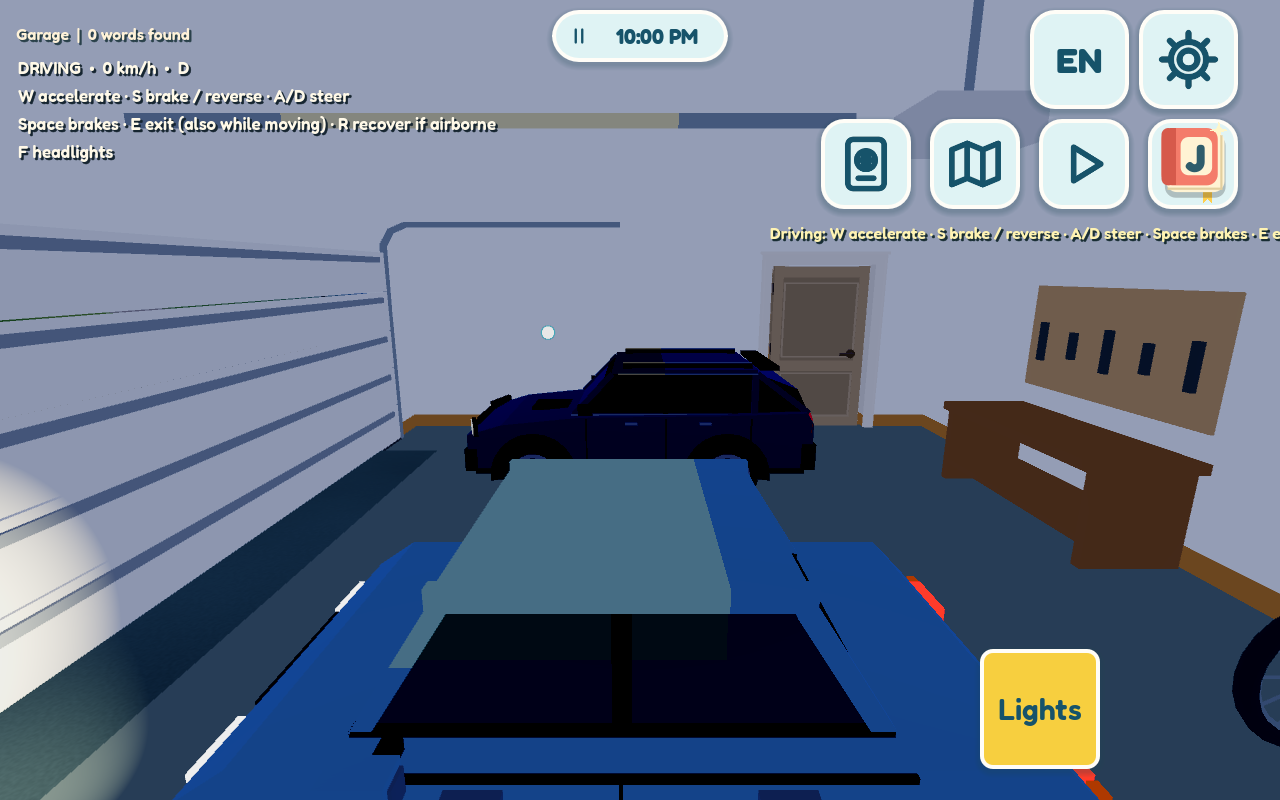 Garage | 0 words found
10:00 PM
EN
DRIVING • 0 km/h • D
W accelerate · S brake / reverse · A/D steer
Space brakes · E exit (also while moving) · R recover if airborne
F headlights
J
Driving: W accelerate · S brake / reverse · A/D steer · Space brakes · E e
Lights